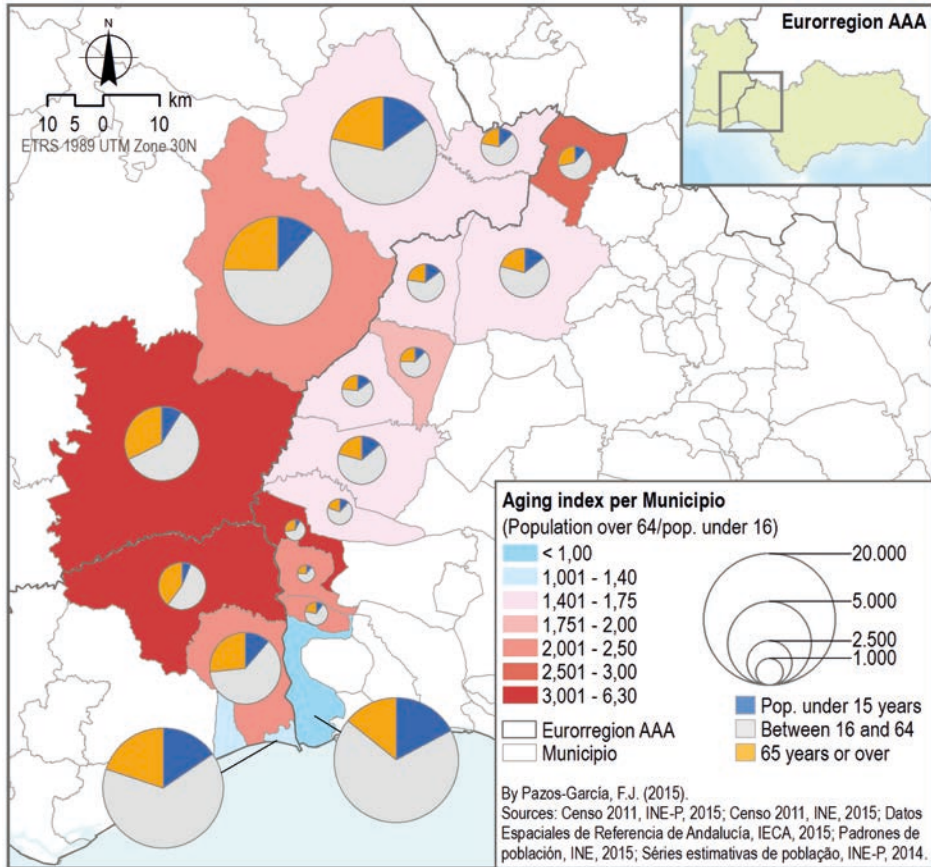 N
10 5 0 10 km
ETRS 1989 UTM Zone 30N
Eurorregion AAA
Aging index per Municipio
(Population over 64/pop. under 16)
< 1,00
1,001 - 1,40
1,401 - 1,75
1,751 - 2,00
2,001 - 2,50
2,501 - 3,00
3,001 - 6,30
Eurorregion AAA
Municipio
20.000
5.000
2.500
1.000
Pop. under 15 years
Between 16 and 64
65 years or over
By Pazos-García, F.J. (2015).
Sources: Censo 2011, INE-P, 2015; Censo 2011, INE, 2015; Datos
Espaciales de Referencia de Andalucía, IECA, 2015; Padrones de
población, INE, 2015; Séries estimativas de população, INE-P, 2014.